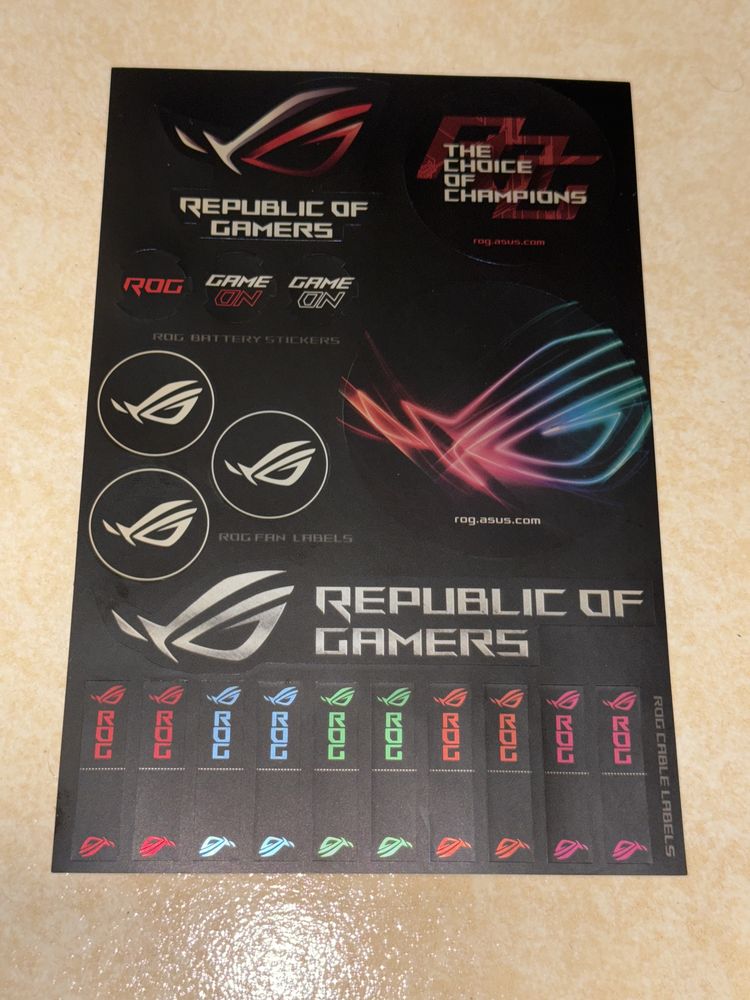 REPUBLIC OF
GAMERS
THE
CHOICE
OF
CHAMPIONS
rog.asus.com
ROG
GAME
ON
GAME
ON
ROG BATTERY STICKERS
rog.asus.com
ROG FAN LABELS
REPUBLIC OF
GAMERS
ROG
ROG
ROG
ROG
ROG
ROG
ROG
ROG
ROG
ROG
ROG CABLE LABELS